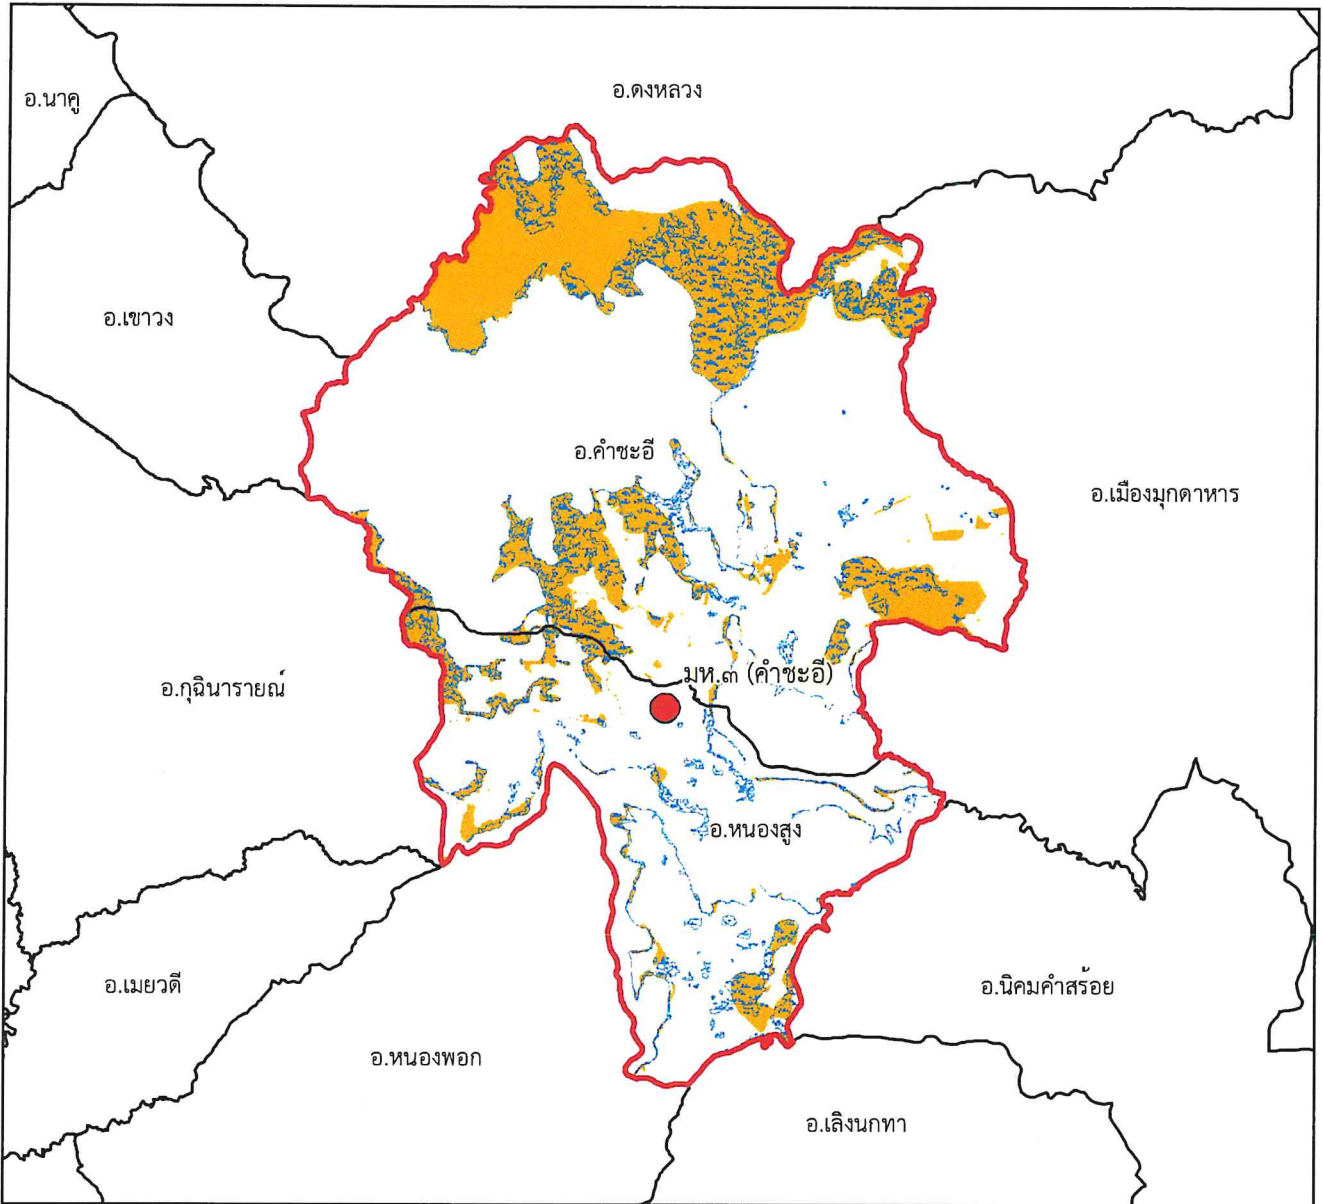 อ.ดงหลวง
อ.นาคู
อ.เขาวง
อ.คำชะอี
อ.เมืองมุกดาหาร
มห.๓ (คำชะอี)
อ.กุฉินารายณ์
อ.หนองสูง
อ.เมยวดี
อ.นิคมคำสร้อย
อ.หนองพอก
อ.เลิงนกทา